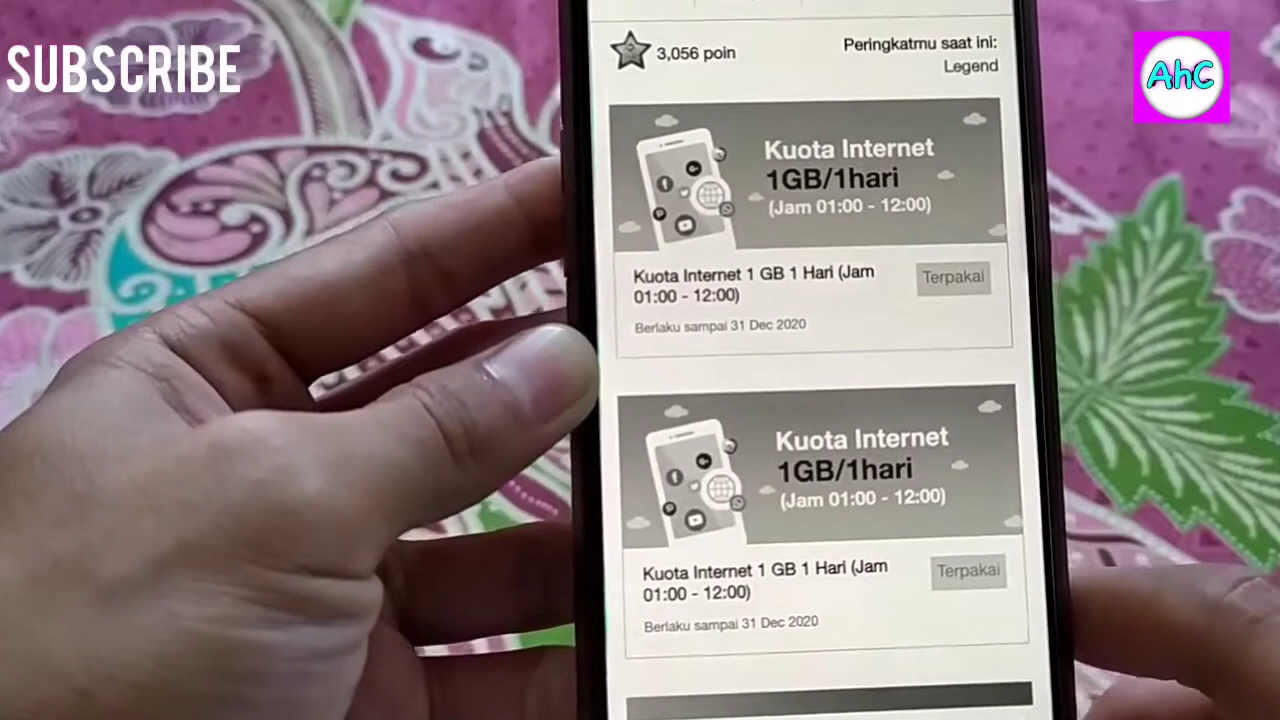 SUBSCRIBE
AhC
3,056 poin
Peringkatmu saat ini:
Legend
Kuota Internet
1GB/1hari
(Jam 01:00 - 12:00)
Kuota Internet 1 GB 1 Hari (Jam
01:00 - 12:00)
Terpakai
Berlaku sampai 31 Dec 2020
Kuota Internet
1GB/1hari
(Jam 01:00 - 12:00)
Kuota Internet 1 GB 1 Hari (Jam
01:00 - 12:00)
Terpakai
Berlaku sampai 31 Dec 2020